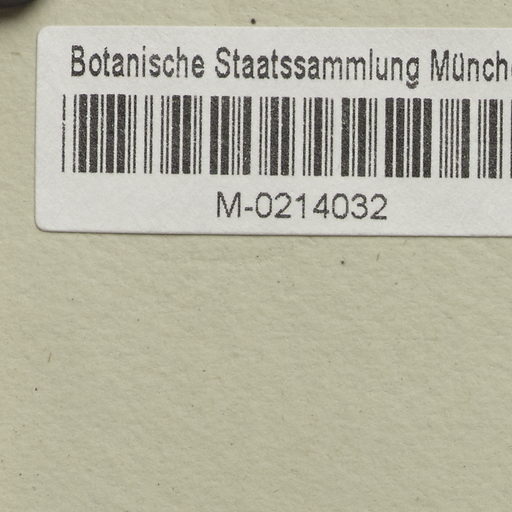 Botanische Staatssammlung Münch
M-0214032